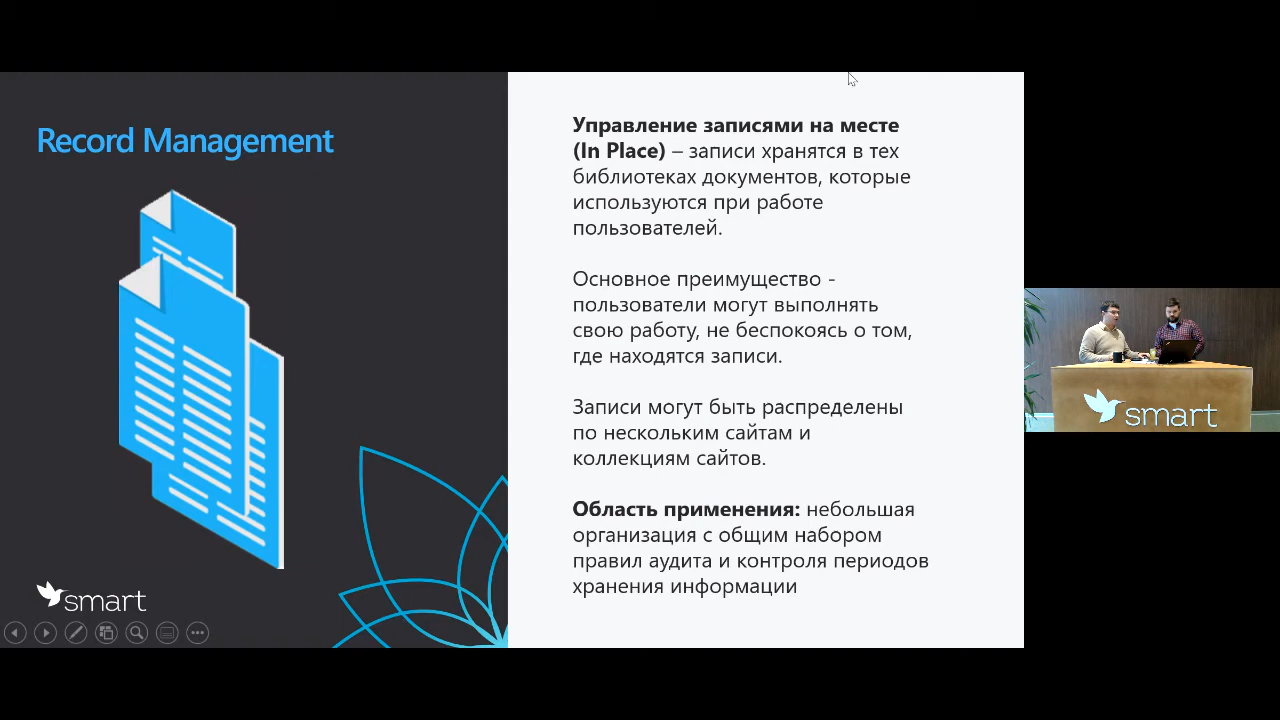 Record Management
Управление записями на месте
(In Place) – записи хранятся в тех
библиотеках документов, которые
используются при работе
пользователей.
Основное преимущество -
пользователи могут выполнять
свою работу, не беспокоясь о том,
где находятся записи.
Записи могут быть распределены
по нескольким сайтам и
коллекциям сайтов.
Область применения: небольшая
организация с общим набором
правил аудита и контроля периодов
хранения информации
smart
smart